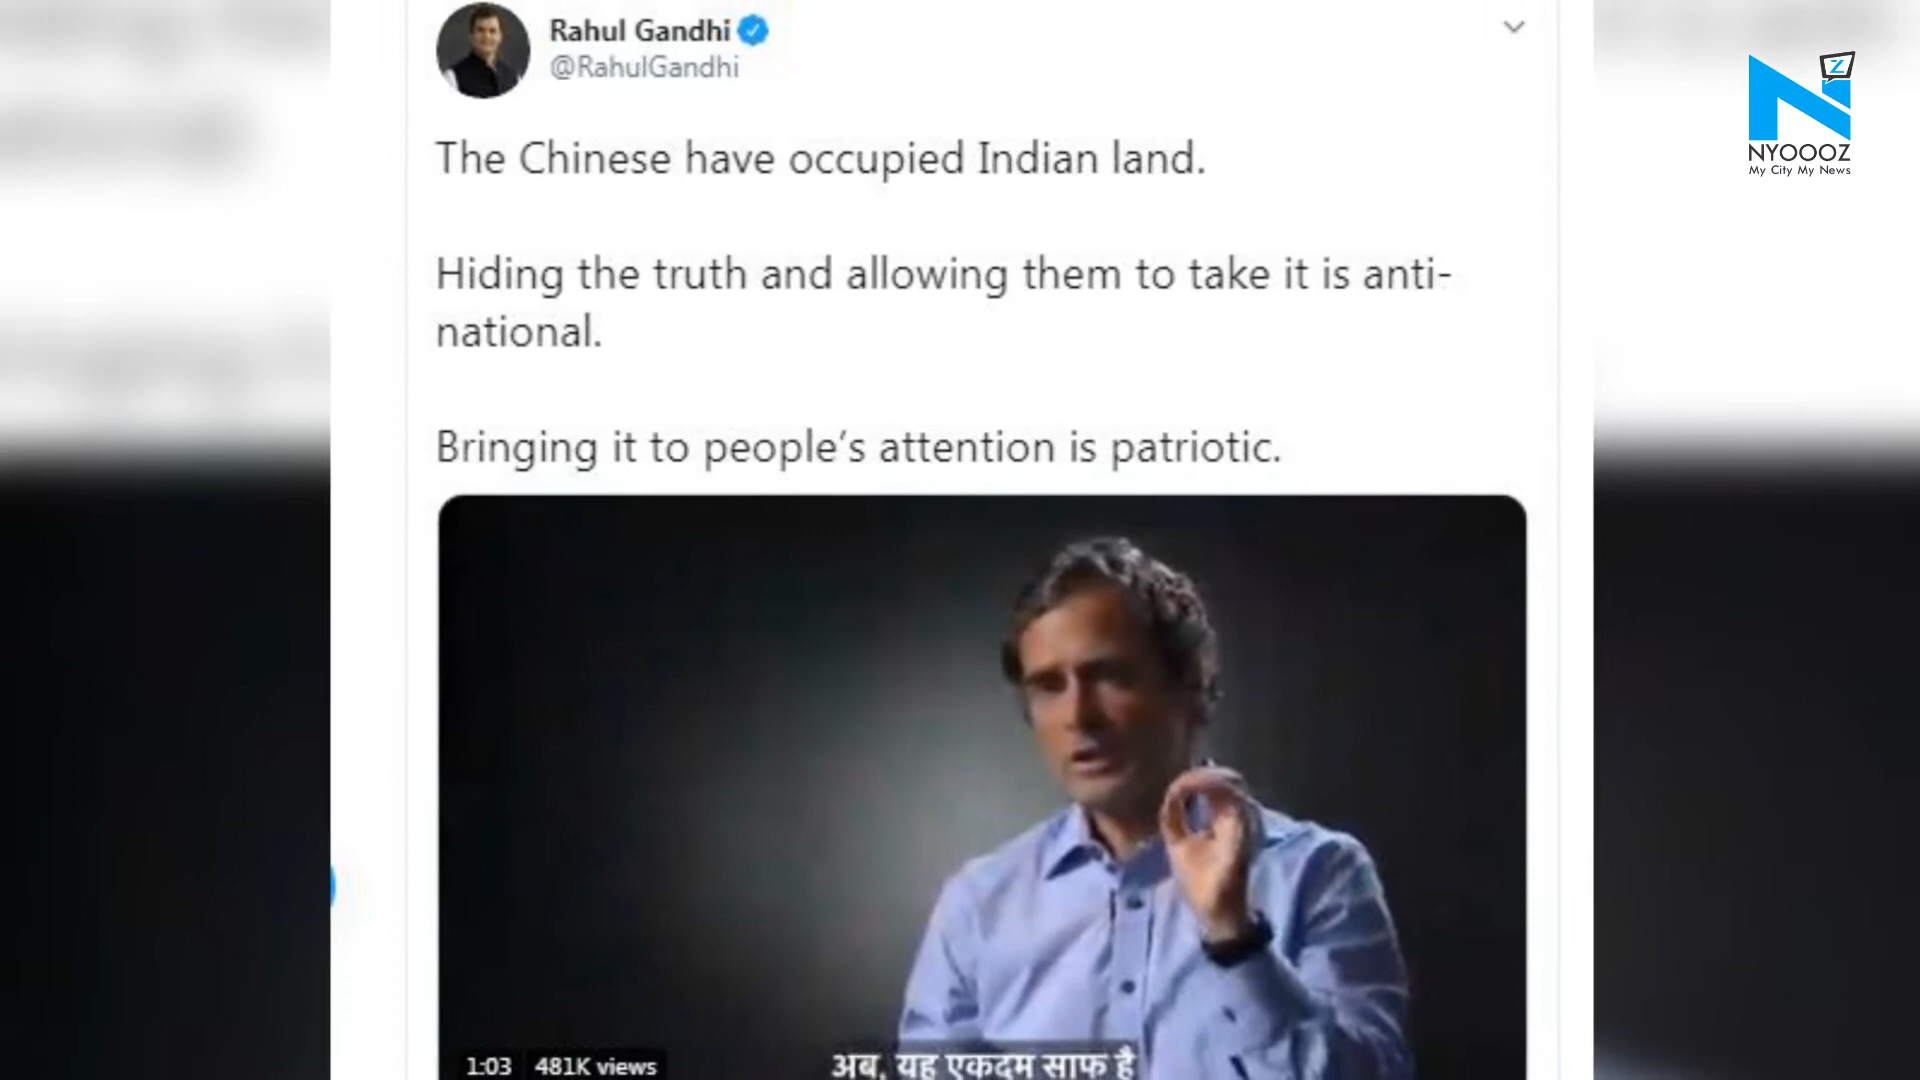 Rahul Gandhi
@RahulGandhi
The Chinese have occupied Indian land.
Hiding the truth and allowing them to take it is anti-
national.
Bringing it to people’s attention is patriotic.
1:03 481K views
अब, यह एकदम साफ है
Z
NYOOOZ
My City My News